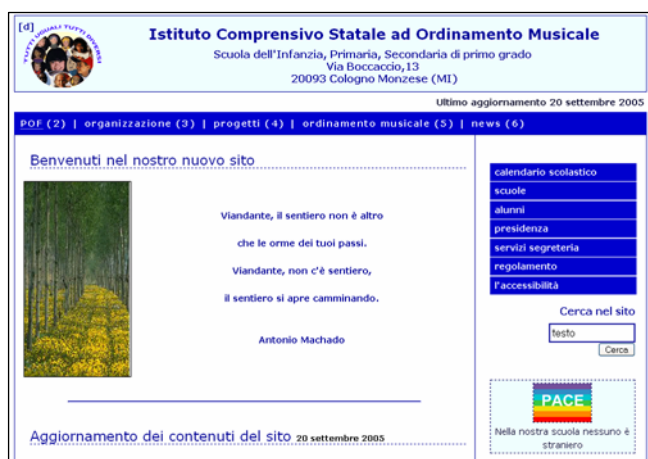 [d]
TUTTI UGUALI TUTTI DIVERSI
Istituto Comprensivo Statale ad Ordinamento Musicale
Scuola dell'Infanzia, Primaria, Secondaria di primo grado
Via Boccaccio,13
20093 Cologno Monzese (MI)
Ultimo aggiornamento 20 settembre 2005
POF (2) | organizzazione (3) | progetti (4) | ordinamento musicale (5) | news (6)
Benvenuti nel nostro nuovo sito
Viandante, il sentiero non è altro
che le orme dei tuoi passi.
Viandante, non c'è sentiero,
il sentiero si apre camminando.
Antonio Machado
Aggiornamento dei contenuti del sito 20 settembre 2005
calendario scolastico
scuole
alunni
presidenza
servizi segreteria
regolamento
l'accessibilità
Cerca nel sito
testo
Cerca
PACE
Nella nostra scuola nessuno è
straniero